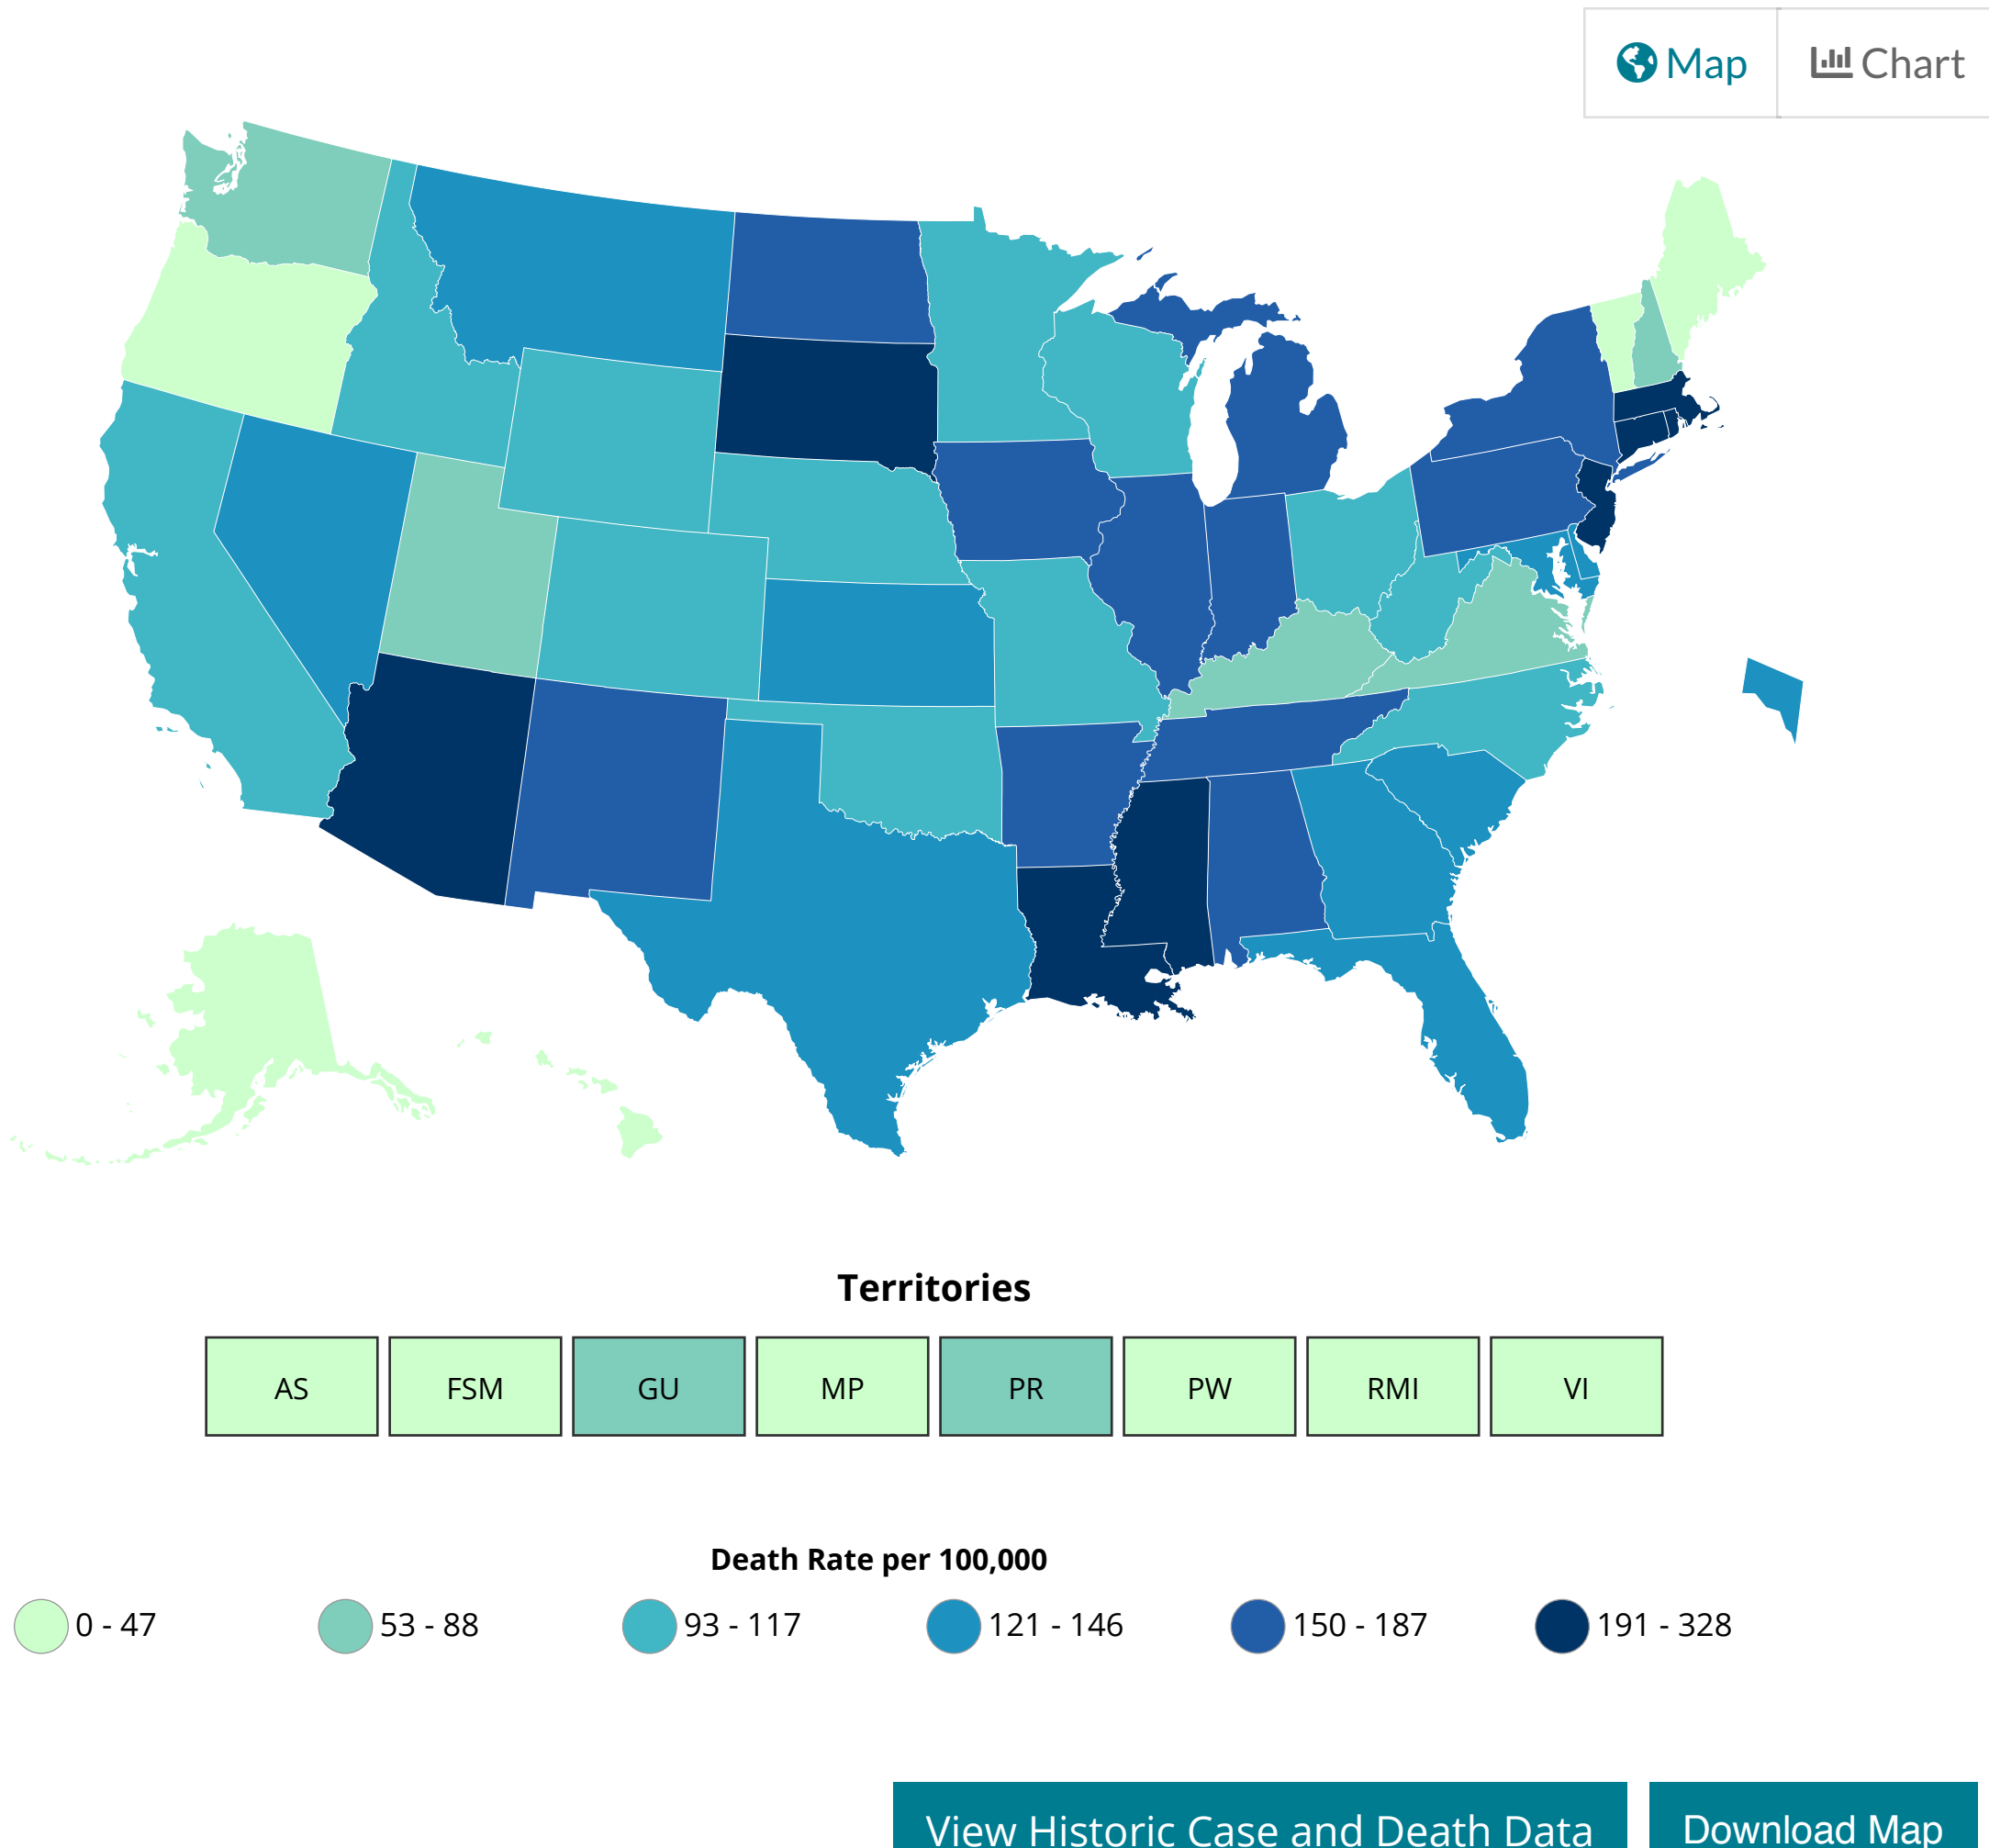 Map Chart
Territories
AS FSM GU MP PR PW RMI VI
Death Rate per 100,000
0 - 47 53 - 88 93 - 117 121 - 146 150 - 187 191 - 328
View Historic Case and Death Data Download Map